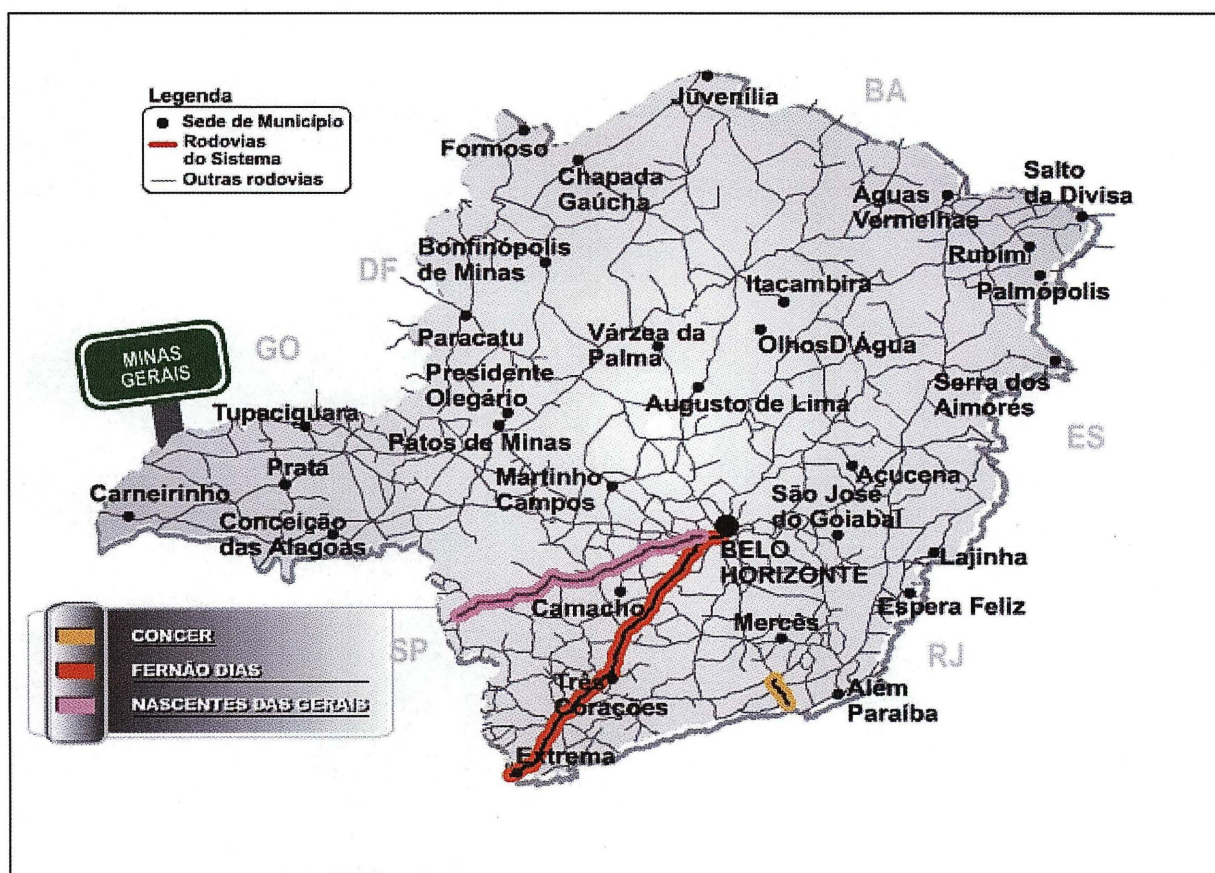 Legenda
Sede de Município
Rodovias
do Sistema
Outras rodovias
Juvenília
BA
Formoso
Chapada
Gaúcha
Águas
Vermelhas
Salto
da Divisa
Rubim
Palmópolis
Bonfinópolis
de Minas
DF
Itacambira
Paracatu
Várzea da
Palma
OlhosD'Água
MINAS
GERAIS
GO
Presidente
Olegário
Augusto de Lima
Serra dos
Aimorés
Tupaciquara
Patos de Minas
ES
Prata
Carneirinho
Martinho
Campos
Açucena
São José
do Goiabal
Conceição
das Alagoas
BELO
HORIZONTE
Lajinha
Camacho
Espera Feliz
Mercês
CONCER
FERNÃO DIAS
NASCENTES DAS GERAIS
SP
RJ
Três
Corações
Além
Paraíba
Extrema